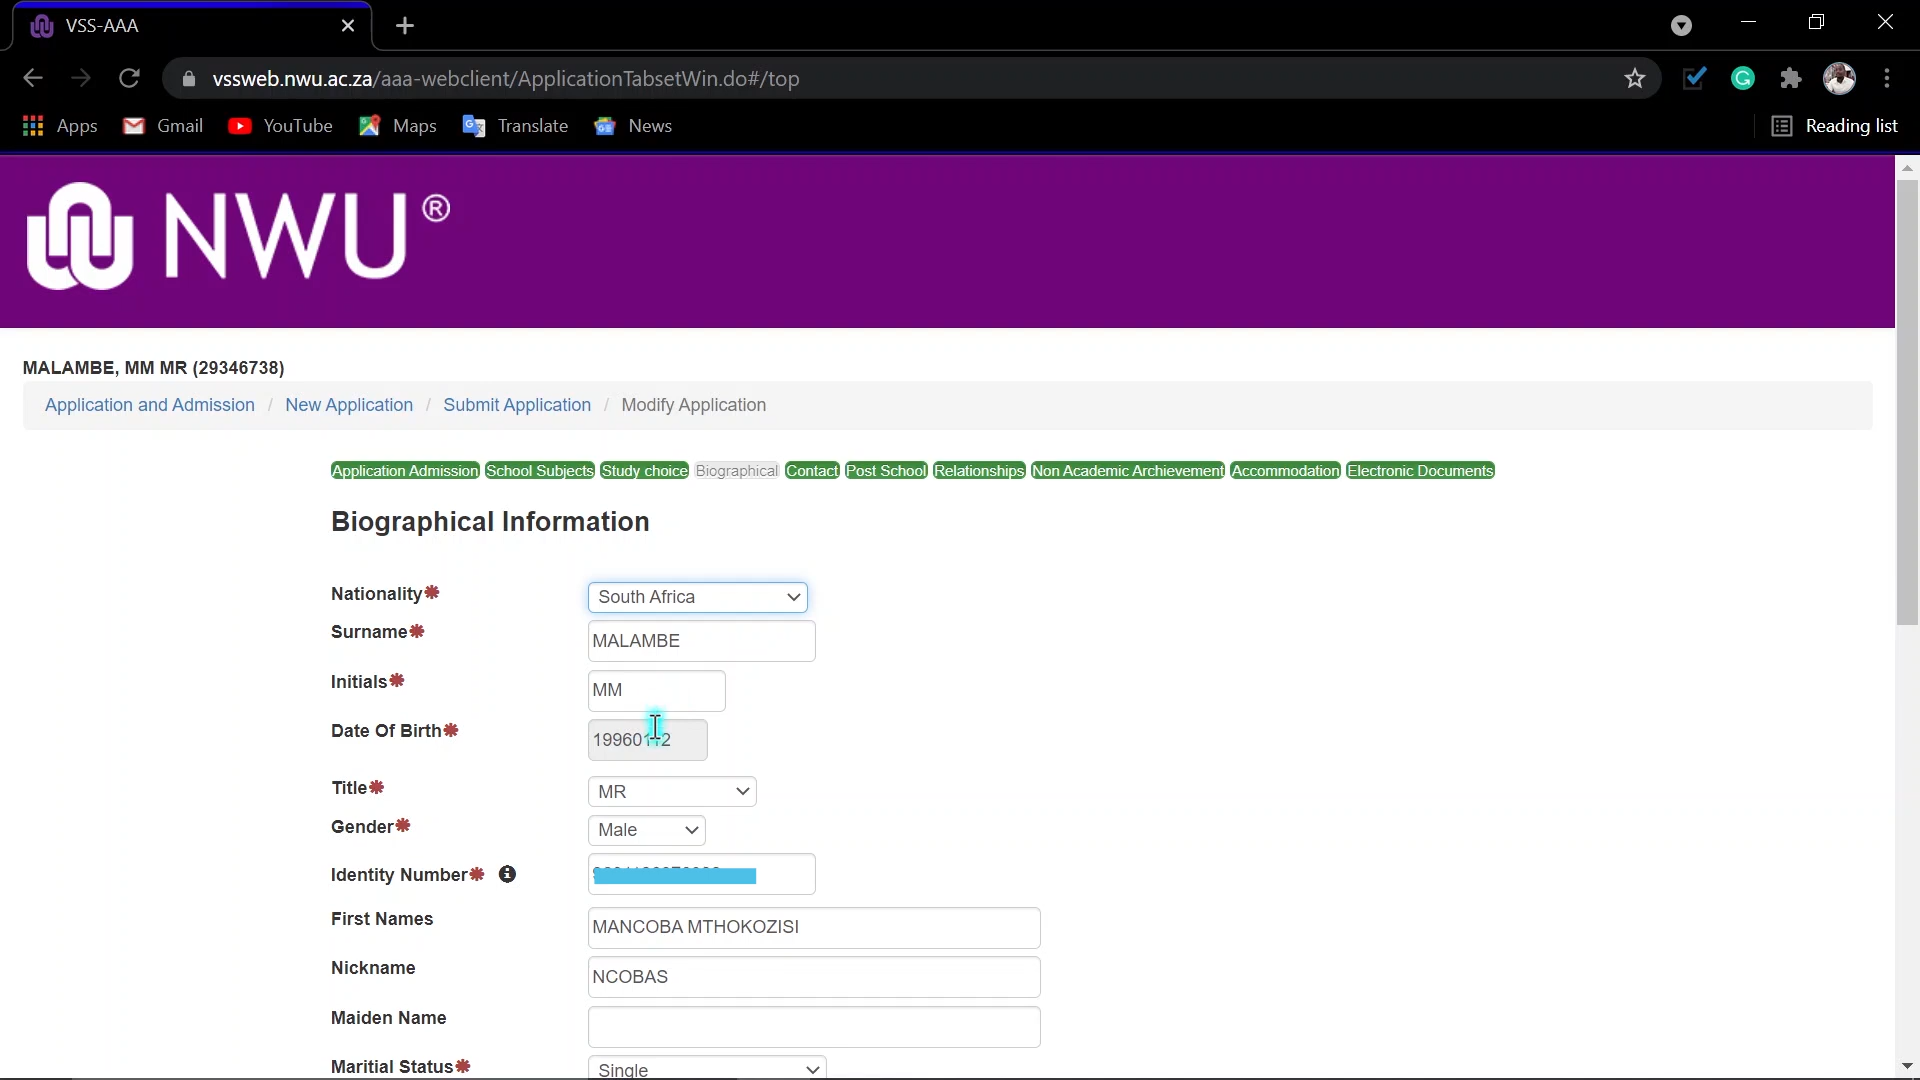 VSS-AAA
vssweb.nwu.ac.za/aaa-webclient/ApplicationTabsetWin.do#/top
Apps Gmail YouTube Maps Translate News Reading list
NWU®
MALAMBE, MM MR (29346738)
Application and Admission / New Application / Submit Application / Modify Application
Application Admission School Subjects Study choice Biographical Contact Post School Relationships Non Academic Archievement Accommodation Electronic Documents
Biographical Information
Nationality* South Africa
Surname* MALAMBE
Initials* MM
Date Of Birth*
Title* MR
Gender* Male
Identity Number*
First Names MANCOBA MTHOKOZISI
Nickname NCOBAS
Maiden Name
Maritial Status* Single